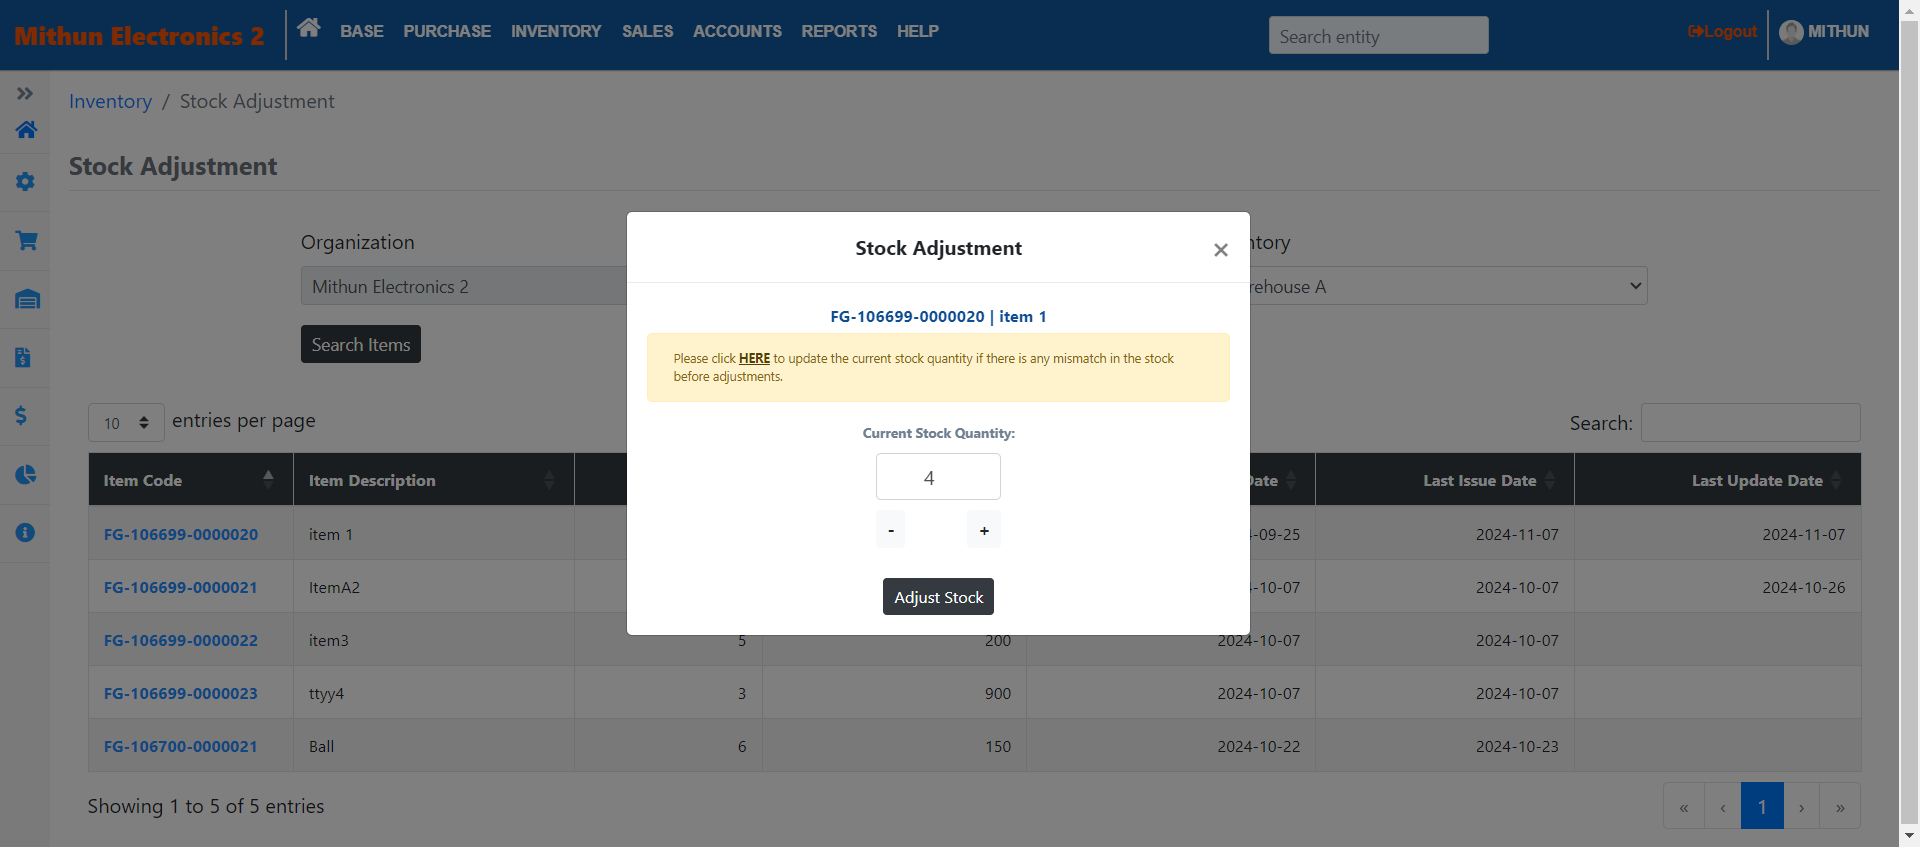 Mithun Electronics 2
BASE PURCHASE INVENTORY SALES ACCOUNTS REPORTS HELP
Search entity
Logout
MITHUN
Inventory / Stock Adjustment
Stock Adjustment
Organization
Mithun Electronics 2
ntory
rehouse A
Search Items
Stock Adjustment
×
FG-106699-0000020 | item 1
Please click HERE to update the current stock quantity if there is any mismatch in the stock
before adjustments.
Current Stock Quantity:
4
- +
Adjust Stock
10 entries per page
Search:
Item Code Item Description Date Last Issue Date Last Update Date
FG-106699-0000020 item 1 -09-25 2024-11-07 2024-11-07
FG-106699-0000021 ItemA2 -10-07 2024-10-07 2024-10-26
FG-106699-0000022 item3 5 200 2024-10-07 2024-10-07
FG-106699-0000023 ttyy4 3 900 2024-10-07 2024-10-07
FG-106700-0000021 Ball 6 150 2024-10-22 2024-10-23
Showing 1 to 5 of 5 entries
« ‹ 1 › »